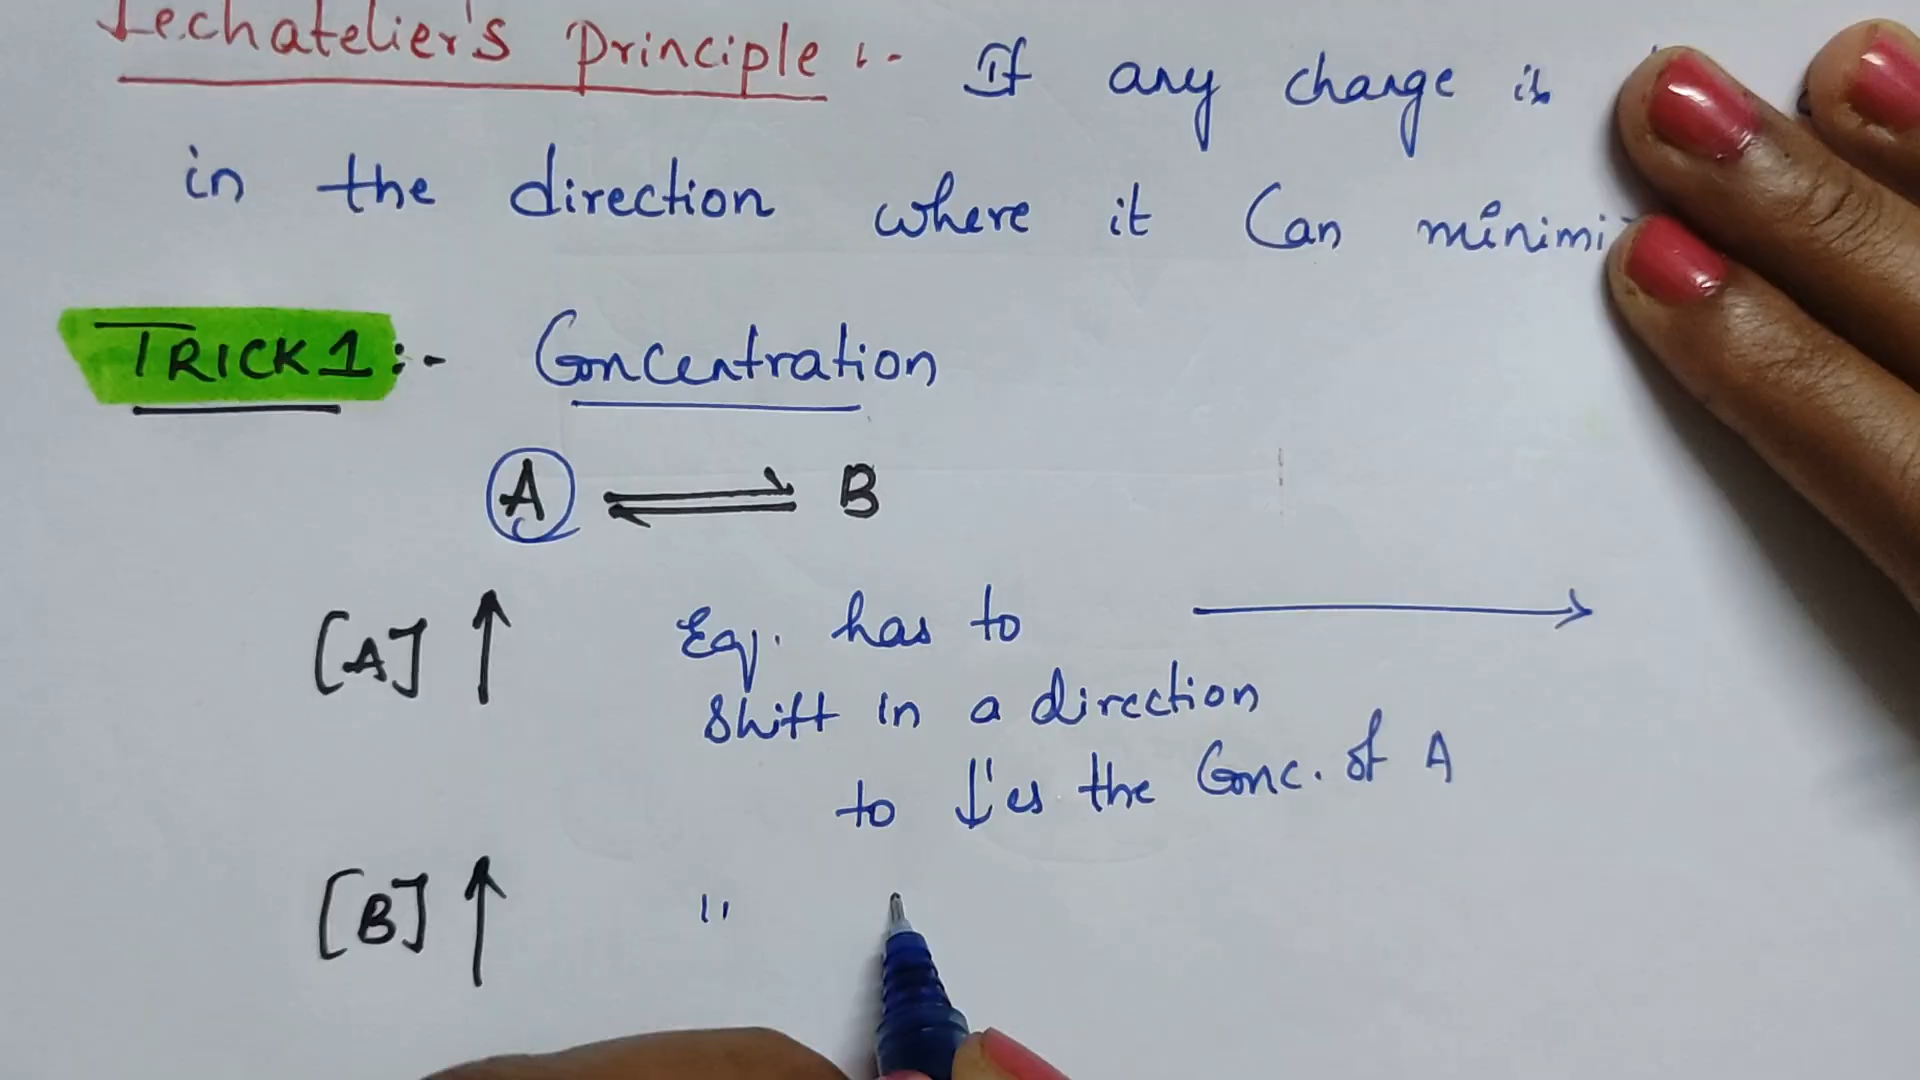 Lechatelier's Principle :- If any change is
in the direction where it can minimi
TRICK 1 :- Concentration
A ⇌ B
[A] ↑ Eq. has to →
shift in a direction
to ↓'es the Conc. of A
[B] ↑ "